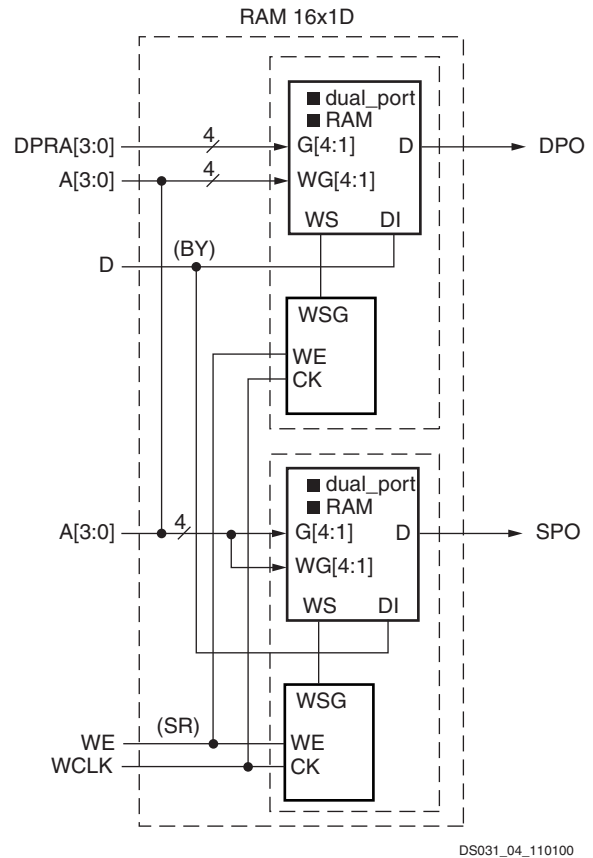 RAM 16x1D
dual_port
RAM
DPRA[3:0] 4 G[4:1] D DPO
A[3:0] 4 WG[4:1]
WS DI
D (BY)
WSG
WE
CK
dual_port
RAM
A[3:0] 4 G[4:1] D SPO
WG[4:1]
WS DI
WSG
WE (SR) WE
WCLK CK
DS031_04_110100